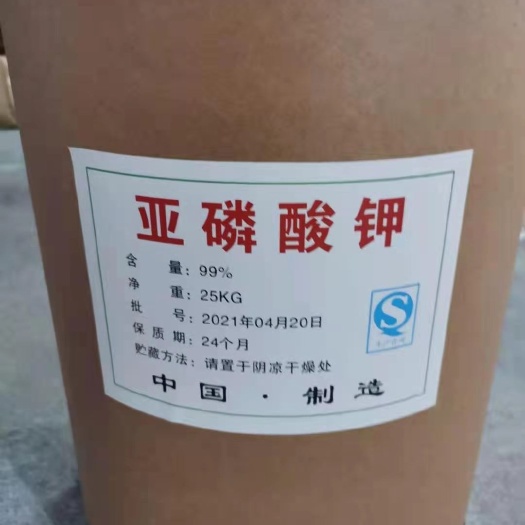 亚磷酸钾
含 量：99%
净 重：25KG
批 号：2021年04月20日
保 质 期：24个月
贮藏方法：请置于阴凉干燥处
中国·制造